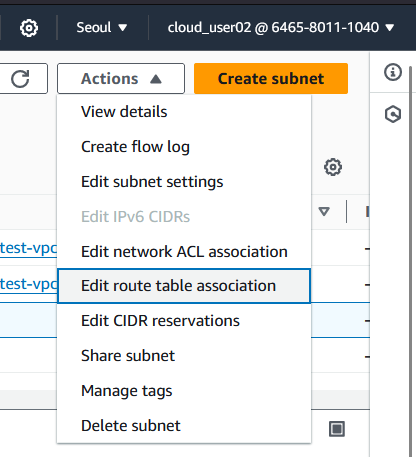 Seoul cloud_user02 @ 6465-8011-1040
Actions Create subnet
View details
Create flow log
Edit subnet settings
Edit IPv6 CIDRs
Edit network ACL association
test-vpc
Edit route table association
test-vpc
Edit CIDR reservations
Share subnet
Manage tags
Delete subnet